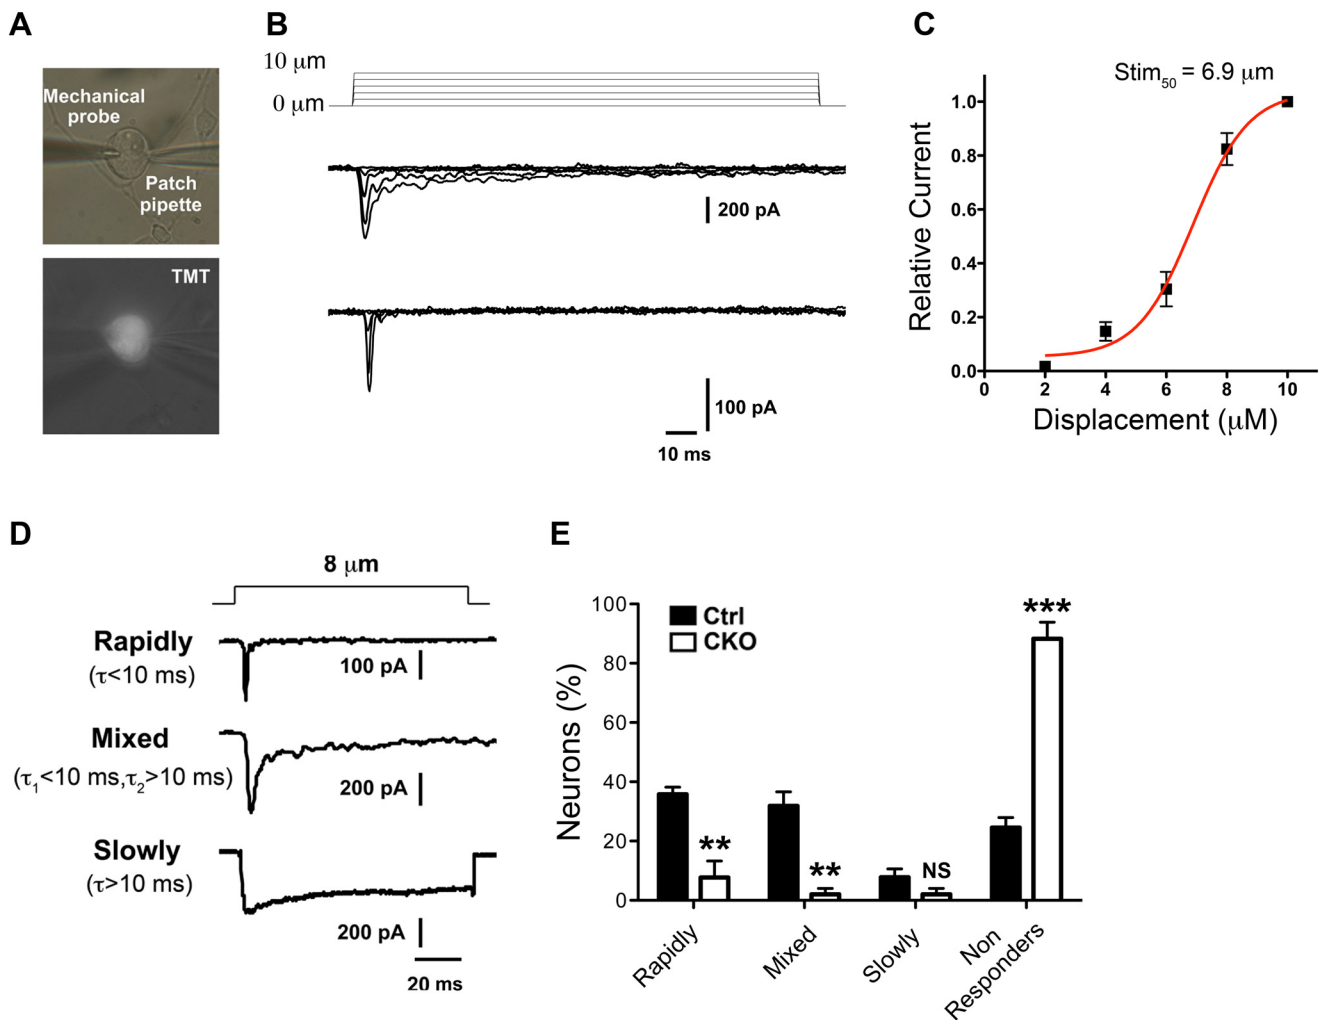 A
Mechanical
probe
Patch
pipette
TMT
B
10 μm
0 μm
200 pA
100 pA
10 ms
C
Stim50 = 6.9 μm
Relative Current
1.0
0.8
0.6
0.4
0.2
0.0
0 2 4 6 8 10
Displacement (μM)
D
8 μm
Rapidly
(τ<10 ms)
100 pA
Mixed
(τ1<10 ms,τ2>10 ms)
200 pA
Slowly
(τ>10 ms)
200 pA
20 ms
E
Neurons (%)
100
80
60
40
20
0
Ctrl
CKO
**
**
NS
***
Rapidly
Mixed
Slowly
Non
Responders